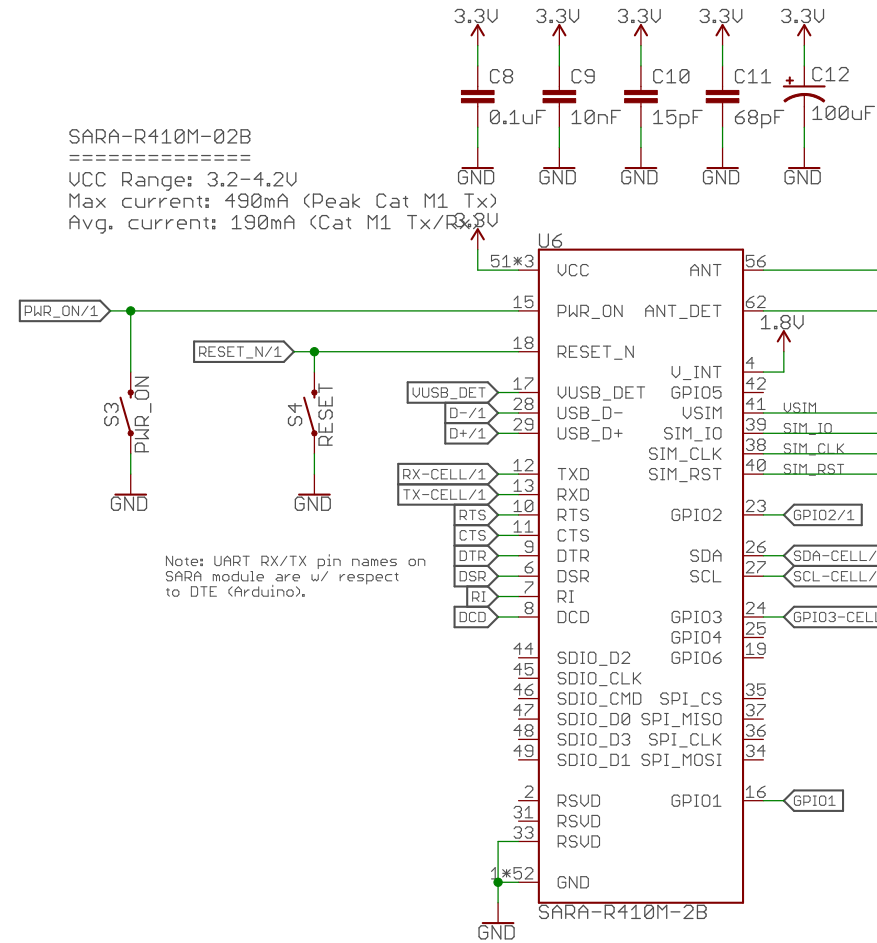 3.3V 3.3V 3.3V 3.3V 3.3V
C8 C9 C10 C11 C12
0.1uF 10nF 15pF 68pF 100uF
GND GND GND GND GND
SARA-R410M-02B
==============
VCC Range: 3.2-4.2V
Max current: 490mA (Peak Cat M1 Tx)
Avg. current: 190mA (Cat M1 Tx/Rx)
3.3V
U6
51*3 VCC ANT 56
PWR_ON/1 15 PWR_ON ANT_DET 62
1.8V
RESET_N/1 18 RESET_N
V_INT 4
VUSB_DET 17 VUSB_DET GPIO5 42
D-/1 28 USB_D- VSIM 41 VSIM
D+/1 29 USB_D+ SIM_IO 39 SIM_IO
SIM_CLK 38 SIM_CLK
SIM_RST 40 SIM_RST
S3
PWR_ON
S4
RESET
GND GND
RX-CELL/1 12 TXD
TX-CELL/1 13 RXD
RTS 10 RTS GPIO2 23 GPIO2/1
CTS 11 CTS
DTR 9 DTR SDA 26 SDA-CELL/
DSR 6 DSR SCL 27 SCL-CELL/
RI 7 RI
DCD 8 DCD GPIO3 24 GPIO3-CELL
Note: UART RX/TX pin names on
SARA module are w/ respect
to DTE (Arduino).
GPIO4 25
44 SDIO_D2 GPIO6 19
45 SDIO_CLK
46 SDIO_CMD SPI_CS 35
47 SDIO_D0 SPI_MISO 37
48 SDIO_D3 SPI_CLK 36
49 SDIO_D1 SPI_MOSI 34
2 RSVD GPIO1 16 GPIO1
31 RSVD
33 RSVD
1*52 GND
SARA-R410M-2B
GND